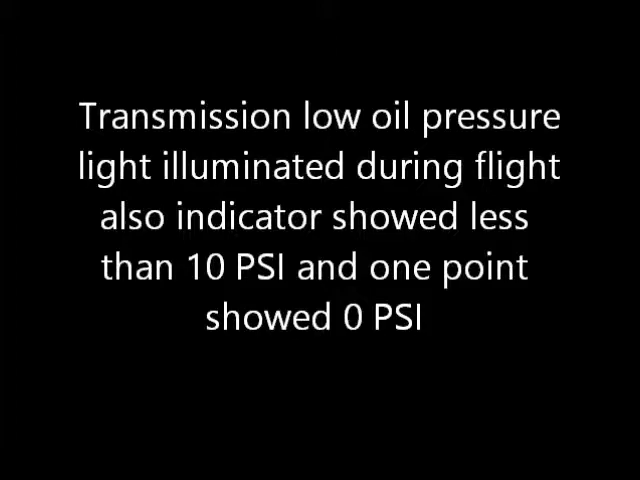 Transmission low oil pressure
light illuminated during flight
also indicator showed less
than 10 PSI and one point
showed 0 PSI